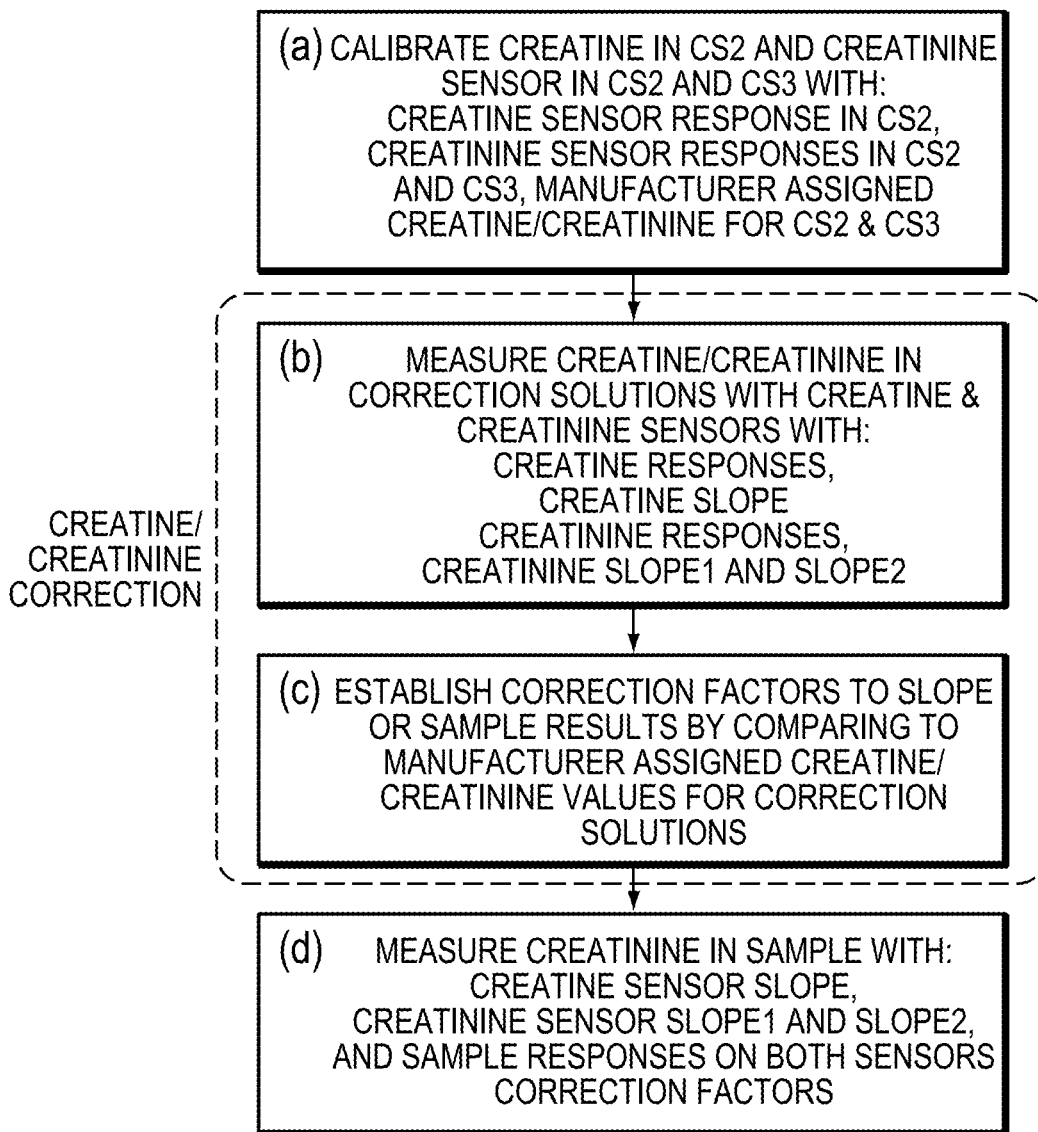 (a) CALIBRATE CREATINE IN CS2 AND CREATININE
SENSOR IN CS2 AND CS3 WITH:
CREATINE SENSOR RESPONSE IN CS2,
CREATININE SENSOR RESPONSES IN CS2
AND CS3, MANUFACTURER ASSIGNED
CREATINE/CREATININE FOR CS2 & CS3
CREATINE/
CREATININE
CORRECTION
(b) MEASURE CREATINE/CREATININE IN
CORRECTION SOLUTIONS WITH CREATINE &
CREATININE SENSORS WITH:
CREATINE RESPONSES,
CREATINE SLOPE
CREATININE RESPONSES,
CREATININE SLOPE1 AND SLOPE2
(c) ESTABLISH CORRECTION FACTORS TO SLOPE
OR SAMPLE RESULTS BY COMPARING TO
MANUFACTURER ASSIGNED CREATINE/
CREATININE VALUES FOR CORRECTION
SOLUTIONS
(d) MEASURE CREATININE IN SAMPLE WITH:
CREATINE SENSOR SLOPE,
CREATININE SENSOR SLOPE1 AND SLOPE2,
AND SAMPLE RESPONSES ON BOTH SENSORS
CORRECTION FACTORS